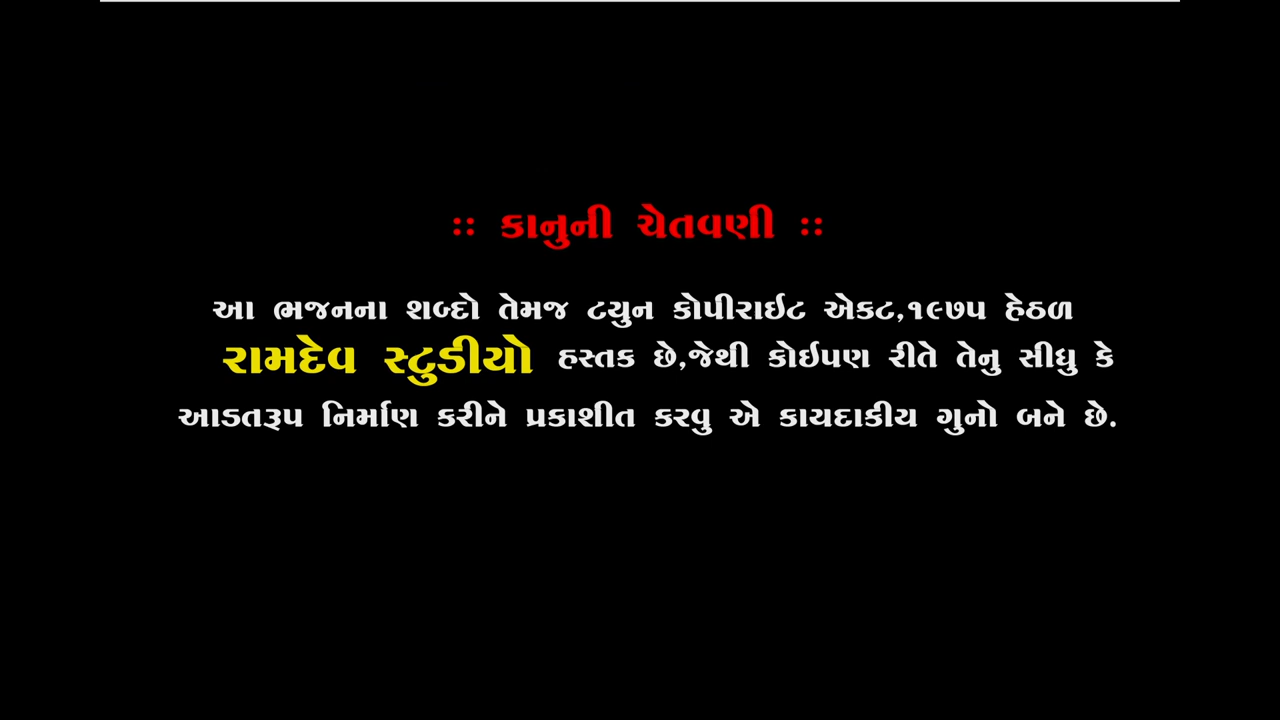 :: કાનુની ચેતવણી ::
આ ભજનના શબ્દો તેમજ ટયુન કોપીરાઈટ એકટ,૧૯૭૫ હેઠળ
રામદેવ સ્ટુડીયો હસ્તક છે,જેથી કોઈપણ રીતે તેનુ સીધુ કે
આડતરૂપ નિર્માણ કરીને પ્રકાશીત કરવુ એ કાયદાકીય ગુનો બને છે.